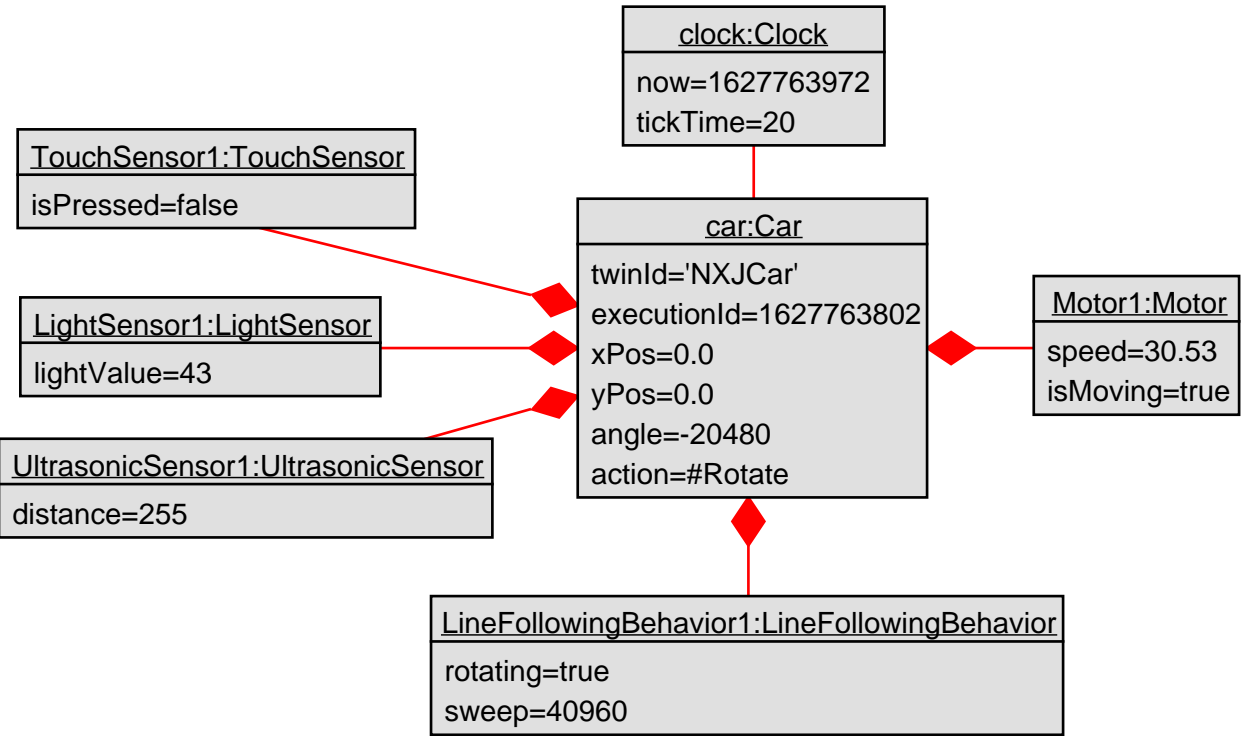 clock:Clock
now=1627763972
tickTime=20
TouchSensor1:TouchSensor
isPressed=false
car:Car
twinId='NXJCar'
executionId=1627763802
xPos=0.0
yPos=0.0
angle=-20480
action=#Rotate
LightSensor1:LightSensor
lightValue=43
Motor1:Motor
speed=30.53
isMoving=true
UltrasonicSensor1:UltrasonicSensor
distance=255
LineFollowingBehavior1:LineFollowingBehavior
rotating=true
sweep=40960